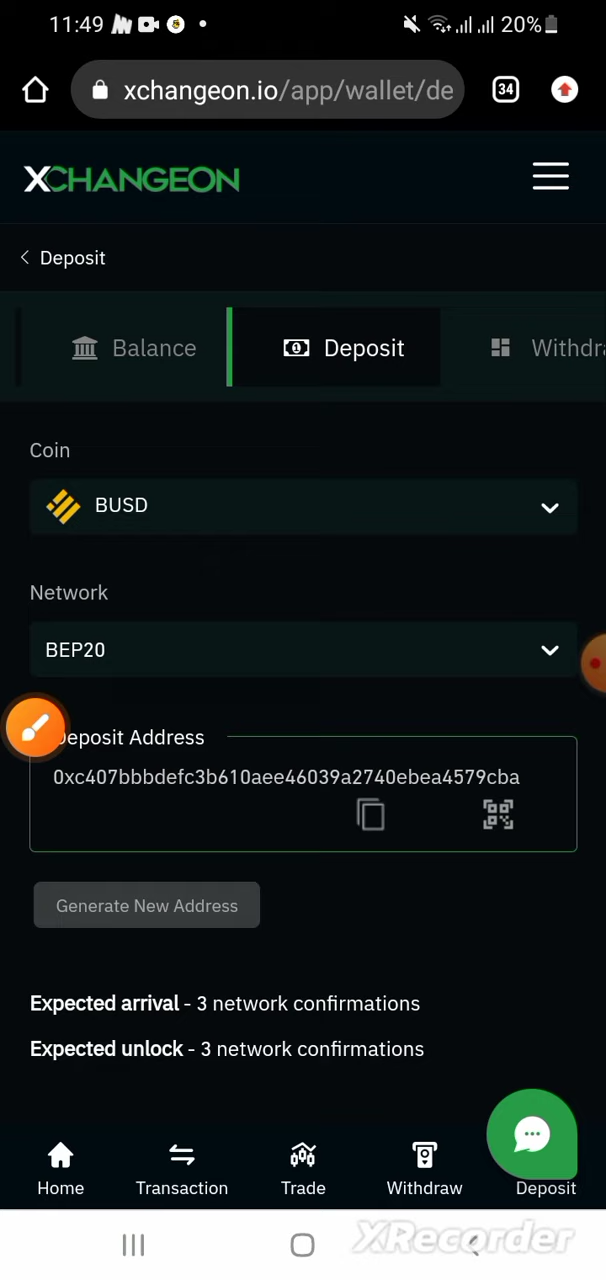 11:49
20%
xchangeon.io/app/wallet/de
34
XCHANGEON
Deposit
Balance
Deposit
Withdra
Coin
BUSD
Network
BEP20
Deposit Address
0xc407bbbdefc3b610aee46039a2740ebea4579cba
Generate New Address
Expected arrival - 3 network confirmations
Expected unlock - 3 network confirmations
Home
Transaction
Trade
Withdraw
Deposit
XRecorder